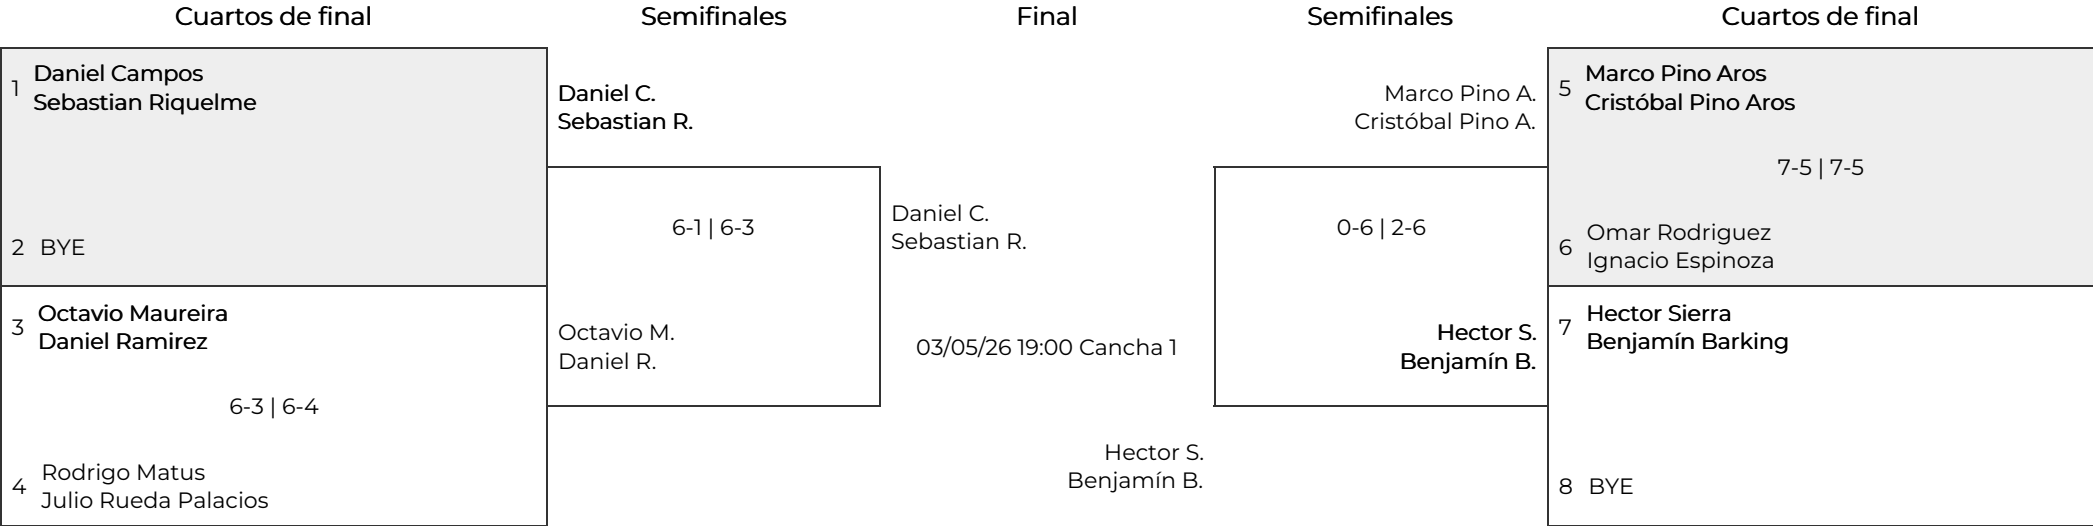 Cuartos de final
Semifinales
Final
Semifinales
Cuartos de final
1
Daniel Campos
Sebastian Riquelme
2 BYE
3
Octavio Maureira
Daniel Ramirez
6-3 | 6-4
4
Rodrigo Matus
Julio Rueda Palacios
Daniel C.
Sebastian R.
6-1 | 6-3
Octavio M.
Daniel R.
Daniel C.
Sebastian R.
03/05/26 19:00 Cancha 1
Hector S.
Benjamín B.
Marco Pino A.
Cristóbal Pino A.
0-6 | 2-6
Hector S.
Benjamín B.
5
Marco Pino Aros
Cristóbal Pino Aros
7-5 | 7-5
6
Omar Rodriguez
Ignacio Espinoza
7
Hector Sierra
Benjamín Barking
8 BYE